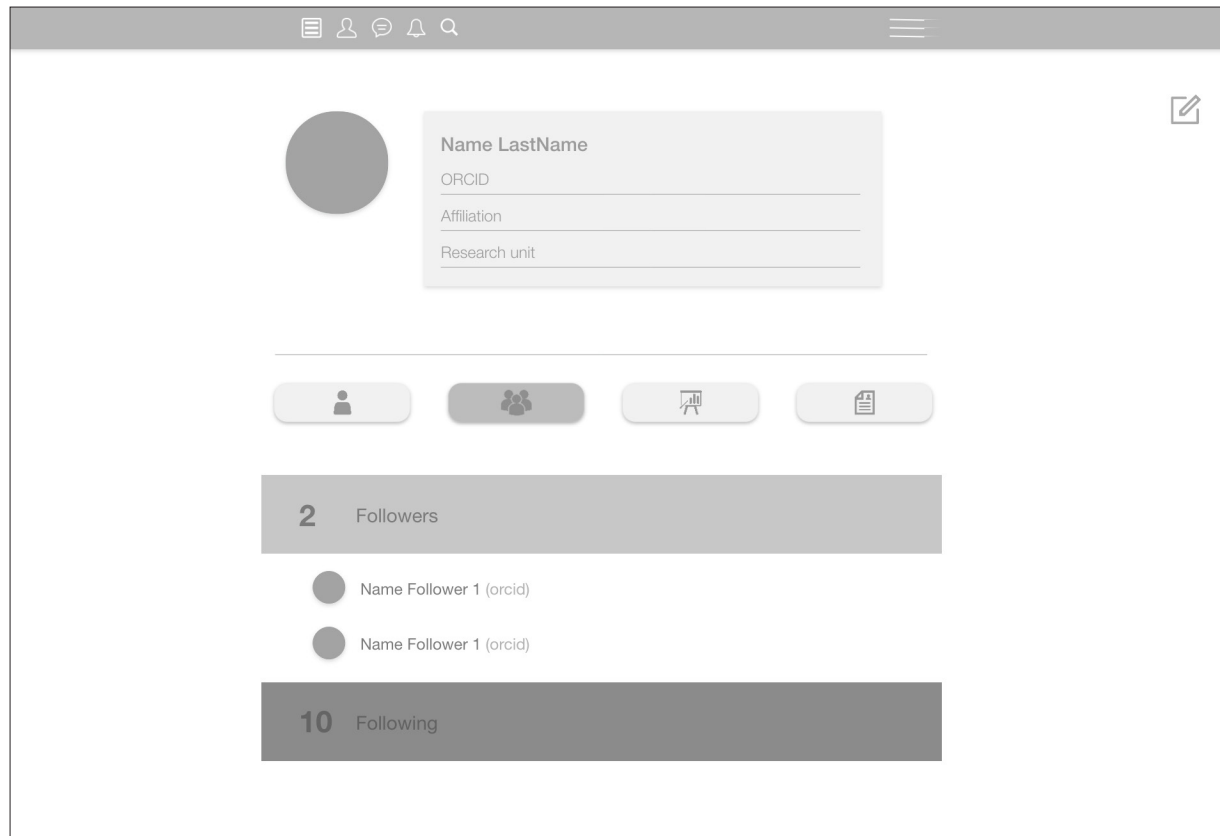 Name LastName
ORCID
Affiliation
Research unit
2 Followers
Name Follower 1 (orcid)
Name Follower 1 (orcid)
10 Following